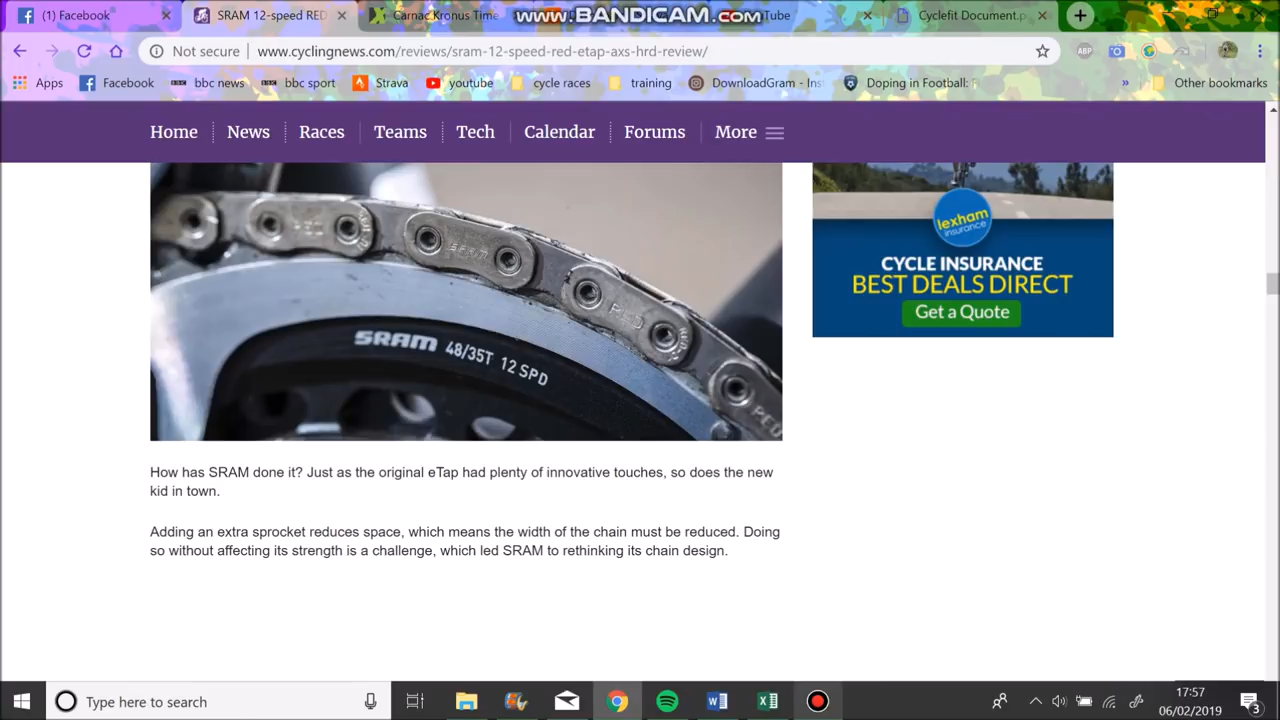 (1) Facebook
SRAM 12-speed RED
Carnac Kronus Time
www.BANDICAM.com
Tube
Cyclefit Document.p
Not secure
www.cyclingnews.com/reviews/sram-12-speed-red-etap-axs-hrd-review/
ABP
Apps
Facebook
bbc news
bbc sport
Strava
youtube
cycle races
training
DownloadGram - Inst
Doping in Football:
»
Other bookmarks
Home
News
Races
Teams
Tech
Calendar
Forums
More
SRAM 48/35T 12 SPD
lexham
insurance
CYCLE INSURANCE
BEST DEALS DIRECT
Get a Quote
How has SRAM done it? Just as the original eTap had plenty of innovative touches, so does the new
kid in town.
Adding an extra sprocket reduces space, which means the width of the chain must be reduced. Doing
so without affecting its strength is a challenge, which led SRAM to rethinking its chain design.
Type here to search
17:57
06/02/2019
3